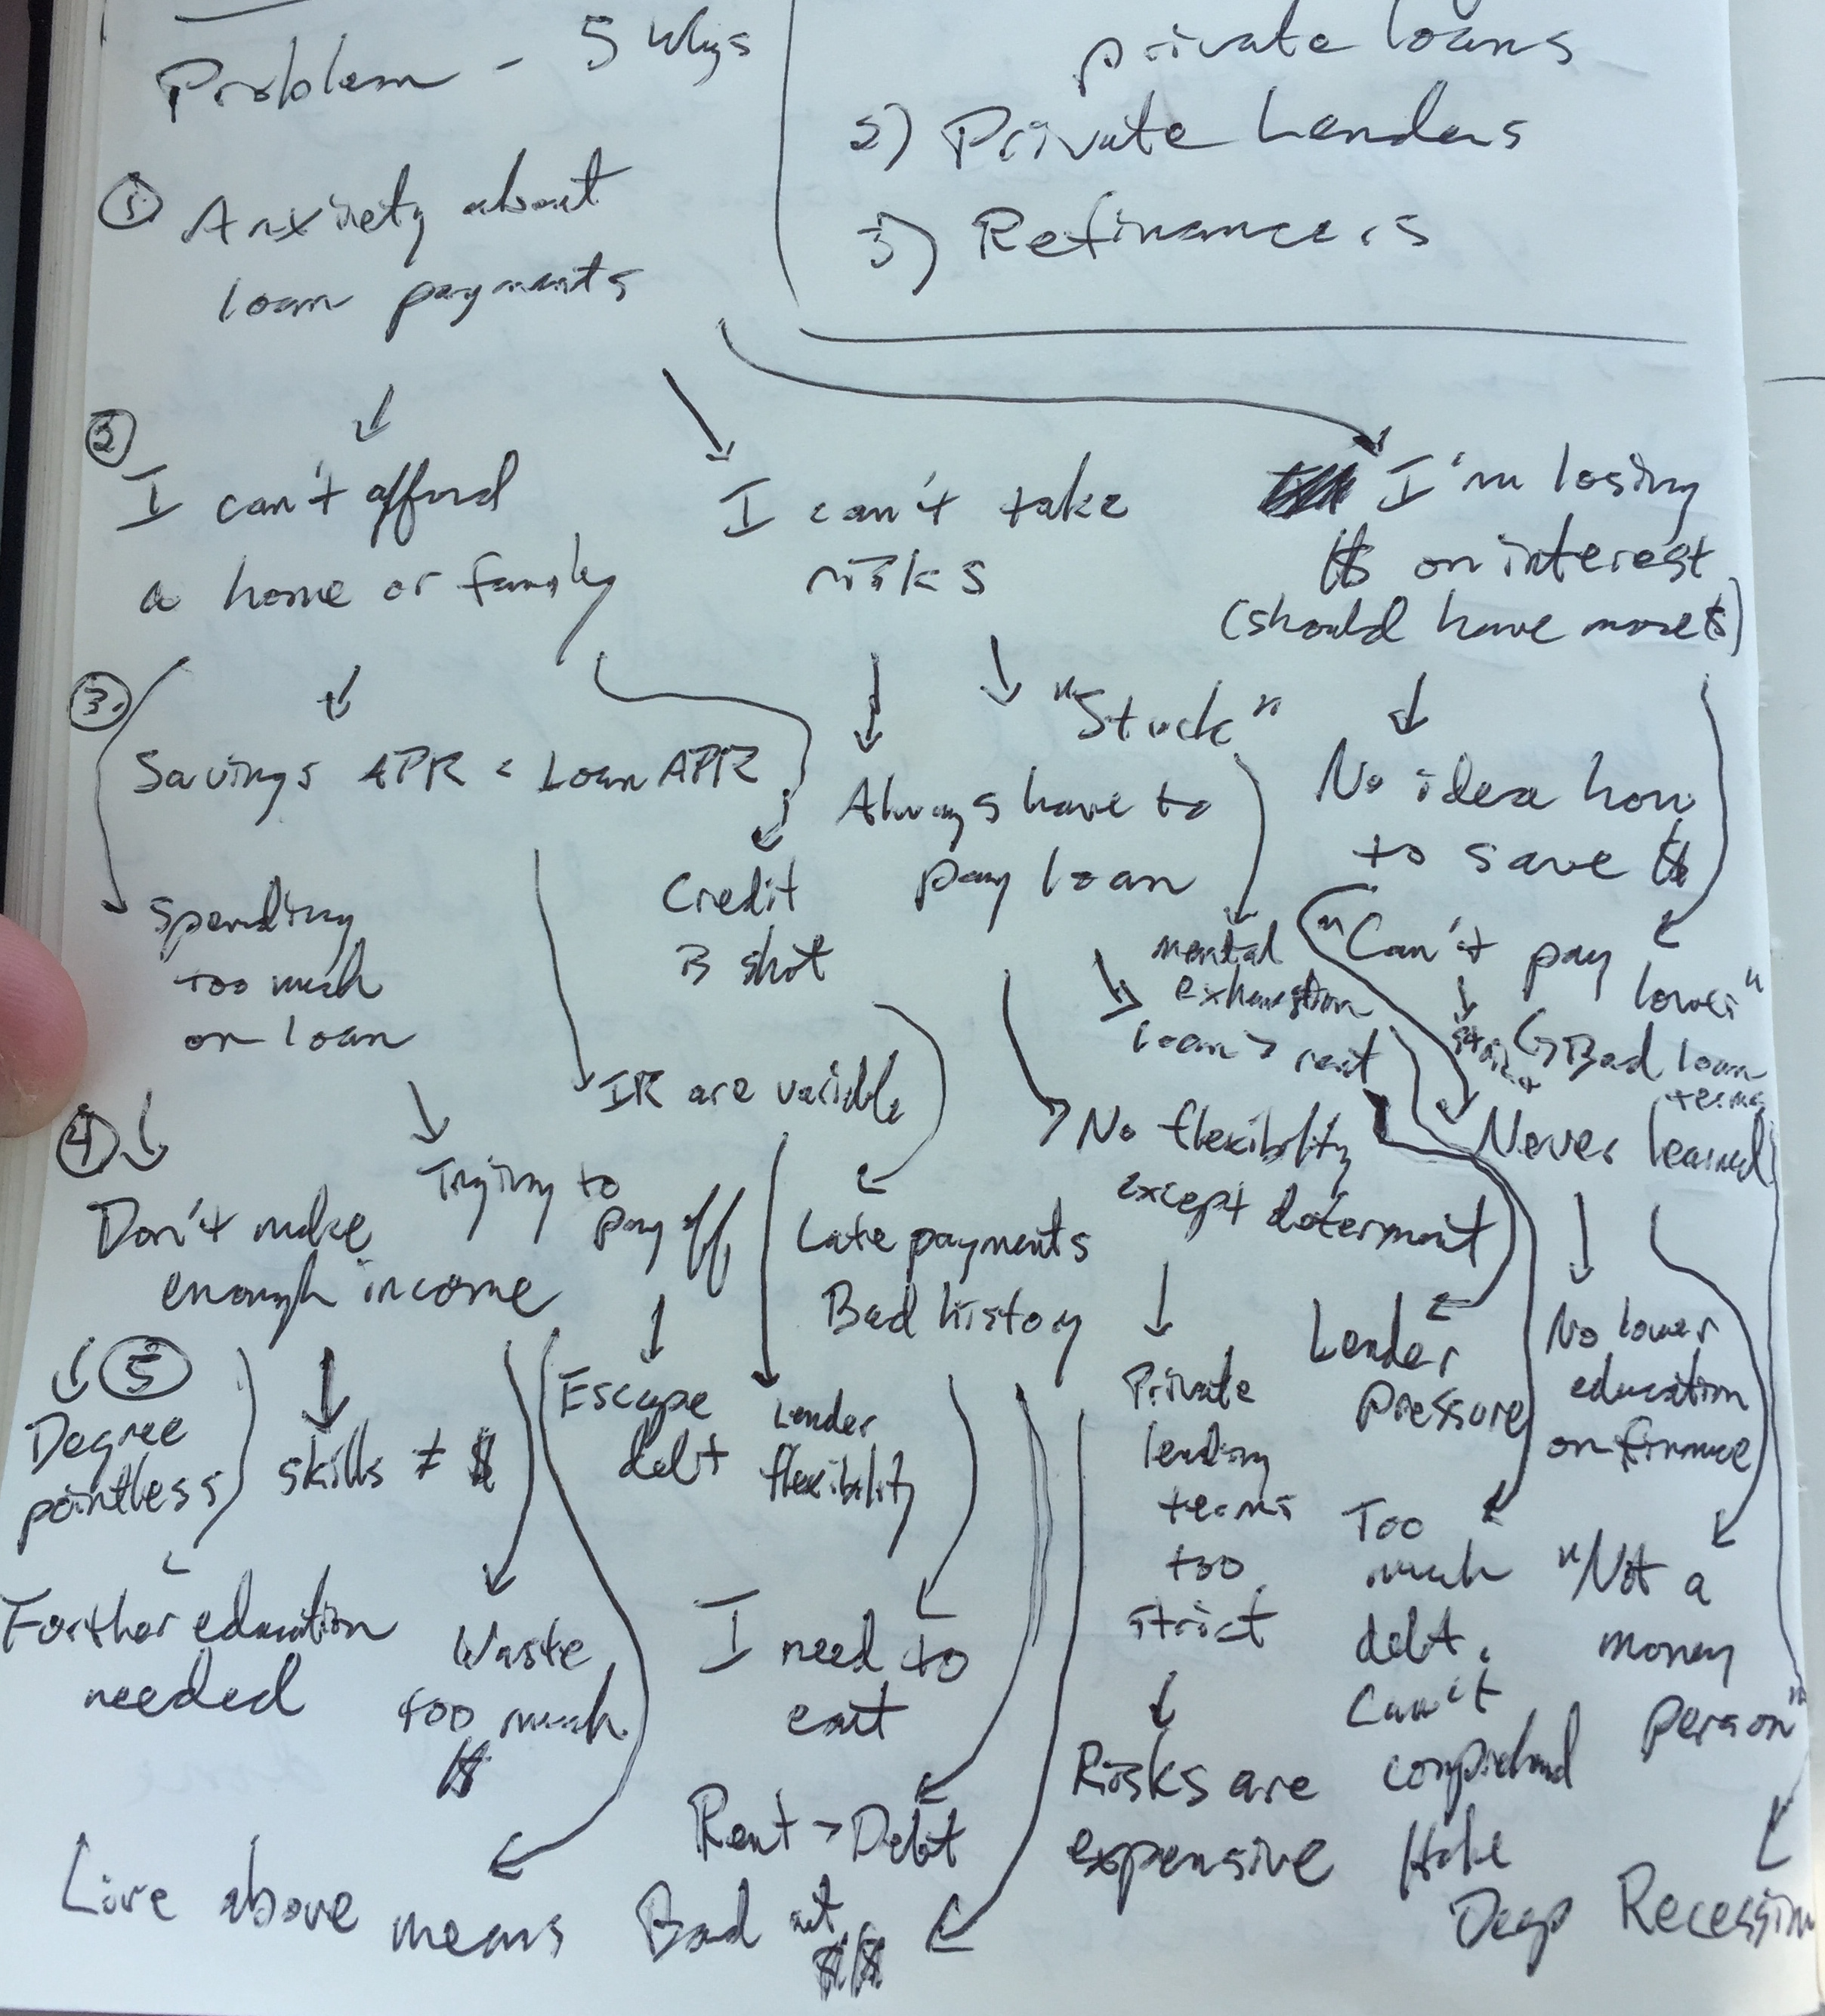 Problem - 5 Whys
private loans
2) Private Lenders
3) Refinancers
① Anxiety about
loan payments
②
I can't afford
a home or family
I can't take
risks
I'm losing
$ on interest
(should have more $)
③.
Savings APR < Loan APR
Spending
too much
on loan
Credit
is shot
Always have to
pay loan
"Stuck"
mental
exhaustion
No idea how
to save $
"Can't pay
lower"
IR are variable
loan > rent
Bad loan
terms
④
Don't make
enough income
Trying to
pay off
Late payments
Bad history
No flexibility
except deferment
Never learned
⑤
Degree
pointless
skills ≠ $
Escape
debt
Lender
flexibility
Private
lending
terms
too
strict
Lender
pressure
No lower
education
on finance
Further education
needed
Waste
too much
$
I need to
eat
Too
much
debt.
Can't
comprehend
"Not a
money
person"
Live above means
Rent > Debt
Bad at
$$
Risks are
expensive
Hole
Deep Recession